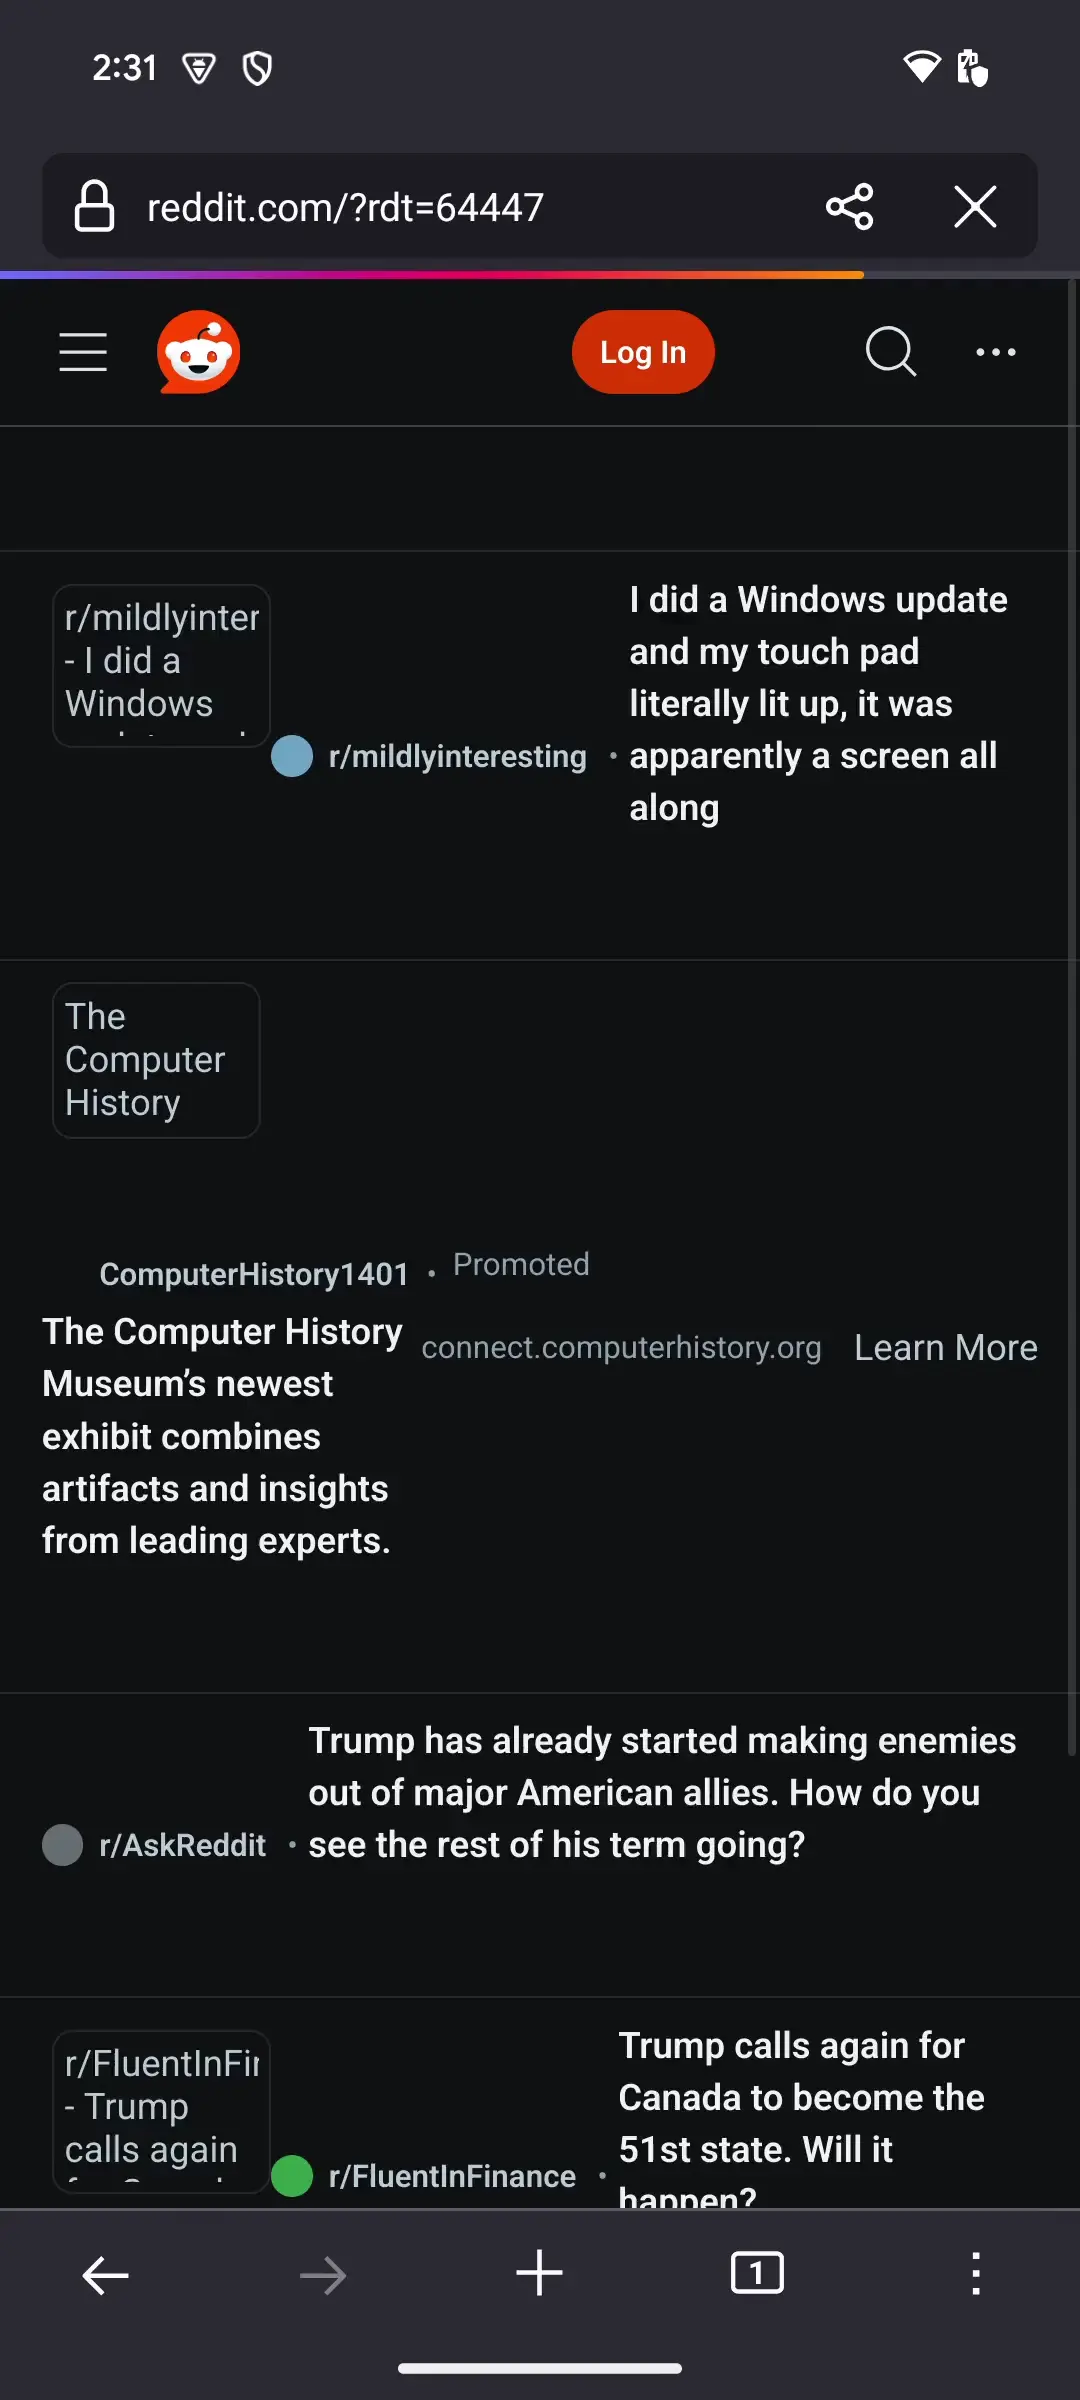 2:31
reddit.com/?rdt=64447
Log In
r/mildlyinter
- I did a
Windows
r/mildlyinteresting •
I did a Windows update
and my touch pad
literally lit up, it was
apparently a screen all
along
The
Computer
History
ComputerHistory1401 • Promoted
The Computer History
Museum’s newest
exhibit combines
artifacts and insights
from leading experts.
connect.computerhistory.org
Learn More
r/AskReddit •
Trump has already started making enemies
out of major American allies. How do you
see the rest of his term going?
r/FluentInFin
- Trump
calls again
r/FluentInFinance •
Trump calls again for
Canada to become the
51st state. Will it
happen?
1